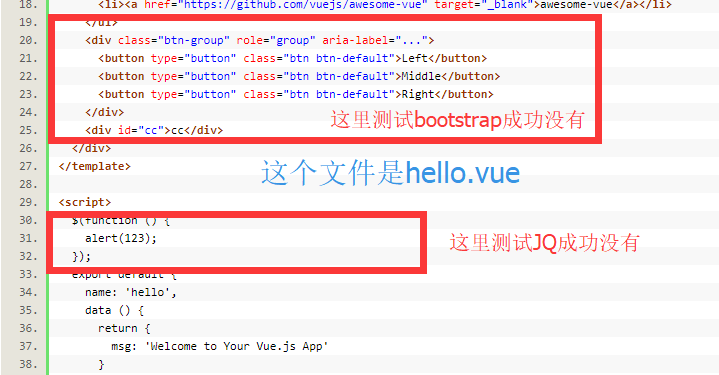 18. <li><a href="https://github.com/vuejs/awesome-vue" target="_blank">awesome-vue</a></li>
19. </ul>
20. <div class="btn-group" role="group" aria-label="...">
21. <button type="button" class="btn btn-default">Left</button>
22. <button type="button" class="btn btn-default">Middle</button>
23. <button type="button" class="btn btn-default">Right</button>
24. </div>
这里测试bootstrap成功没有
25. <div id="cc">cc</div>
26. </div>
27. </template>
这个文件是hello.vue
28.
29. <script>
30. $(function () {
31. alert(123);
这里测试JQ成功没有
32. });
33. export default {
34. name: 'hello',
35. data () {
36. return {
37. msg: 'Welcome to Your Vue.js App'
38. }